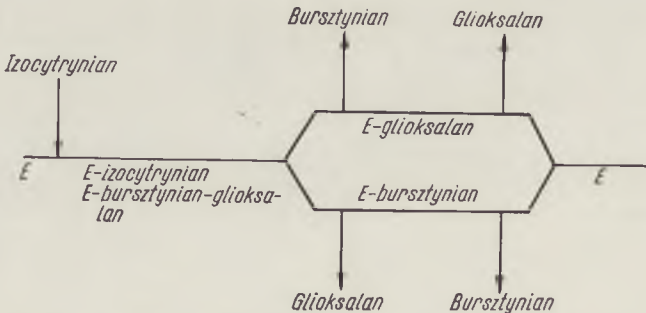 Bursztynian
Glioksalan
Izocytrynian
E-glioksalan
E
E-izocytrynian
E-bursztynian-glioksa-
lan
E-bursztynian
E
Glioksalan
Bursztynian